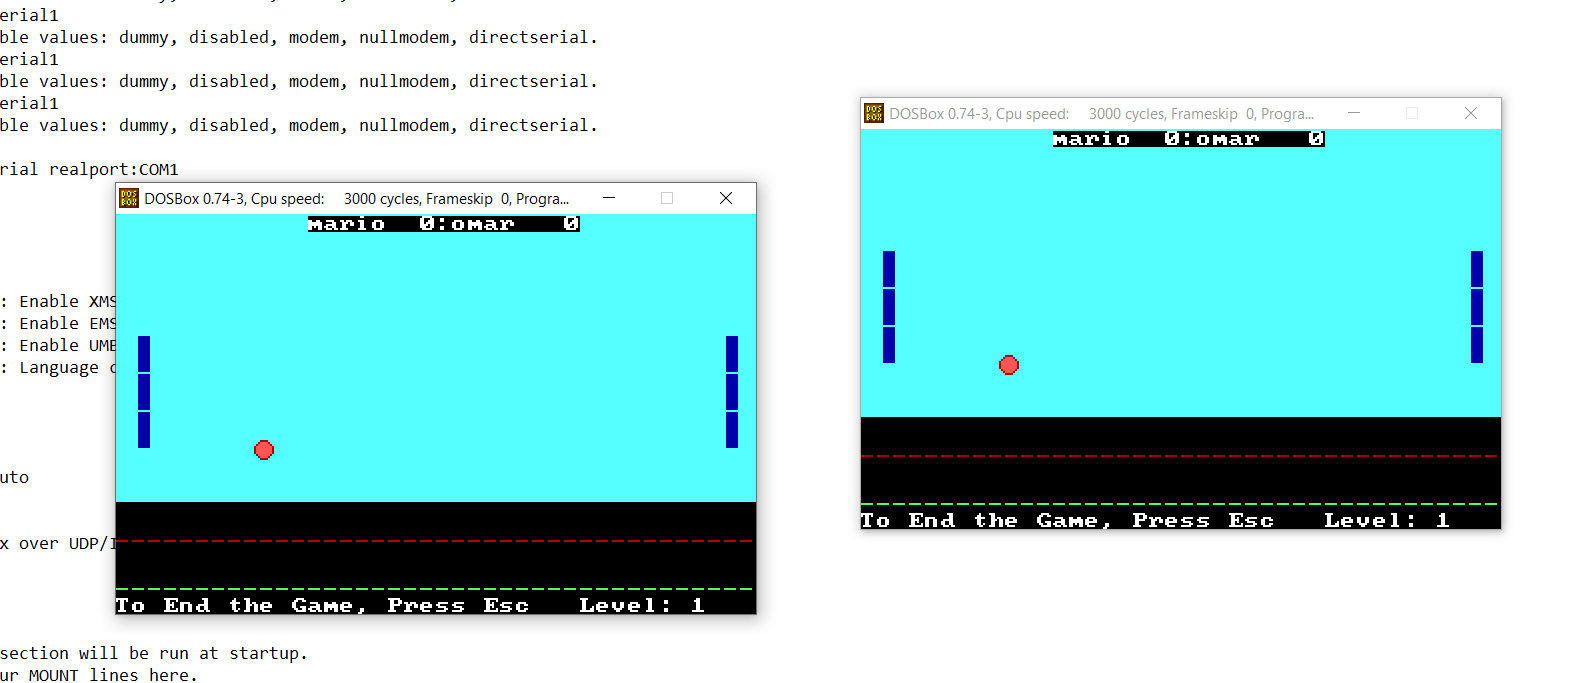 erial1
ble values: dummy, disabled, modem, nullmodem, directserial.
erial1
ble values: dummy, disabled, modem, nullmodem, directserial.
erial1
ble values: dummy, disabled, modem, nullmodem, directserial.
rial realport:COM1
: Enable XMS
: Enable EMS
: Enable UMB
: Language
uto
x over UDP/I
section will be run at startup.
ur MOUNT lines here.
DOSBox 0.74-3, Cpu speed: 3000 cycles, Frameskip 0, Progra...
mario 0:omar 0
To End the Game, Press Esc Level: 1
DOSBox 0.74-3, Cpu speed: 3000 cycles, Frameskip 0, Progra...
mario 0:omar 0
To End the Game, Press Esc Level: 1